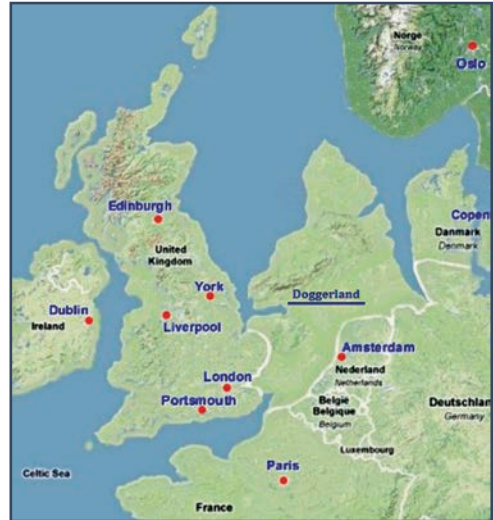 Norge
Norway
Oslo
Edinburgh
United
Kingdom
Copen
Danmark
Denmark
York
Doggerland
Dublin
Ireland
Liverpool
Amsterdam
Nederland
Netherlands
London
Portsmouth
België
Belgique
Belgium
Deutschlan
Germany
Luxembourg
Paris
Celtic Sea
France